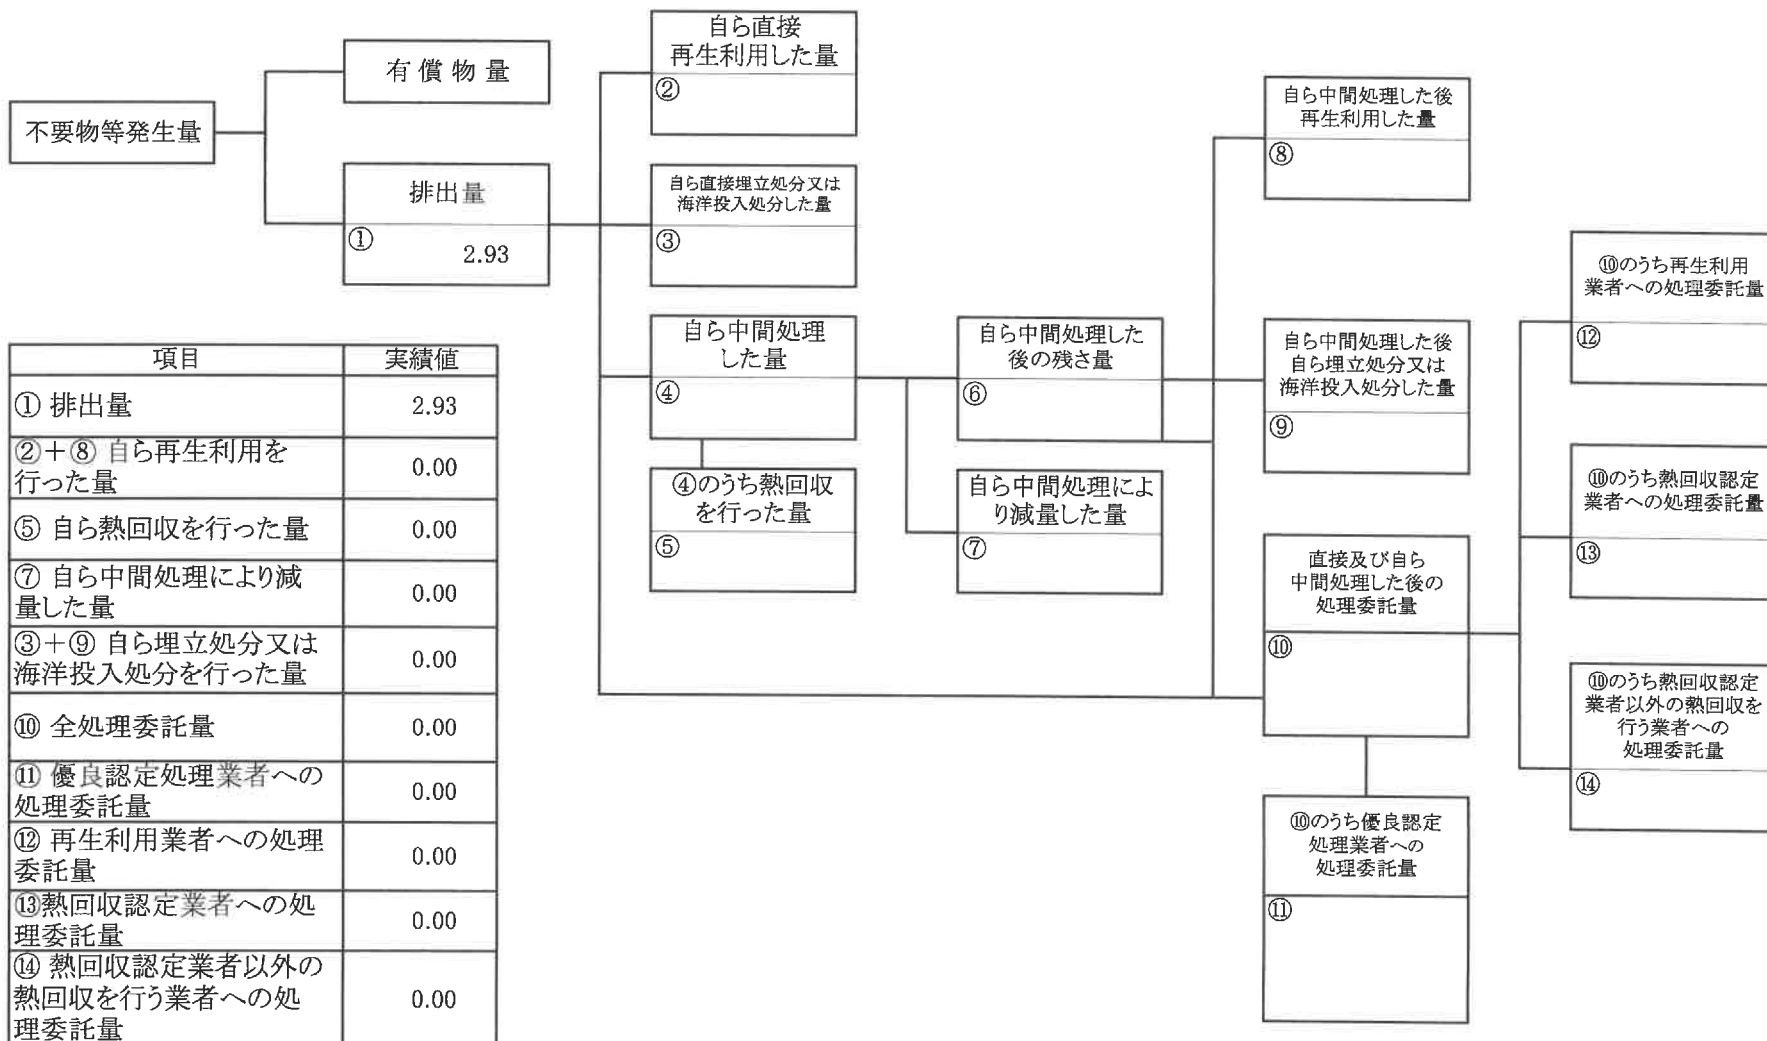 不要物等発生量
有償物量
排出量
①
2.93
自ら直接
再生利用した量
②
自ら直接埋立処分又は
海洋投入処分した量
③
自ら中間処理
した量
④
④のうち熱回収
を行った量
⑤
自ら中間処理した
後の残さ量
⑥
自ら中間処理によ
り減量した量
⑦
自ら中間処理した後
再生利用した量
⑧
自ら中間処理した後
自ら埋立処分又は
海洋投入処分した量
⑨
直接及び自ら
中間処理した後の
処理委託量
⑩
⑩のうち優良認定
処理業者への
処理委託量
⑪
⑩のうち再生利用
業者への処理委託量
⑫
⑩のうち熱回収認定
業者への処理委託量
⑬
⑩のうち熱回収認定
業者以外の熱回収を
行う業者への
処理委託量
⑭
項目 実績値
① 排出量 2.93
②+⑧ 自ら再生利用を
行った量 0.00
⑤ 自ら熱回収を行った量 0.00
⑦ 自ら中間処理により減
量した量 0.00
③+⑨ 自ら埋立処分又は
海洋投入処分を行った量 0.00
⑩ 全処理委託量 0.00
⑪ 優良認定処理業者への
処理委託量 0.00
⑫ 再生利用業者への処理
委託量 0.00
⑬熱回収認定業者への処
理委託量 0.00
⑭ 熱回収認定業者以外の
熱回収を行う業者への処
理委託量 0.00